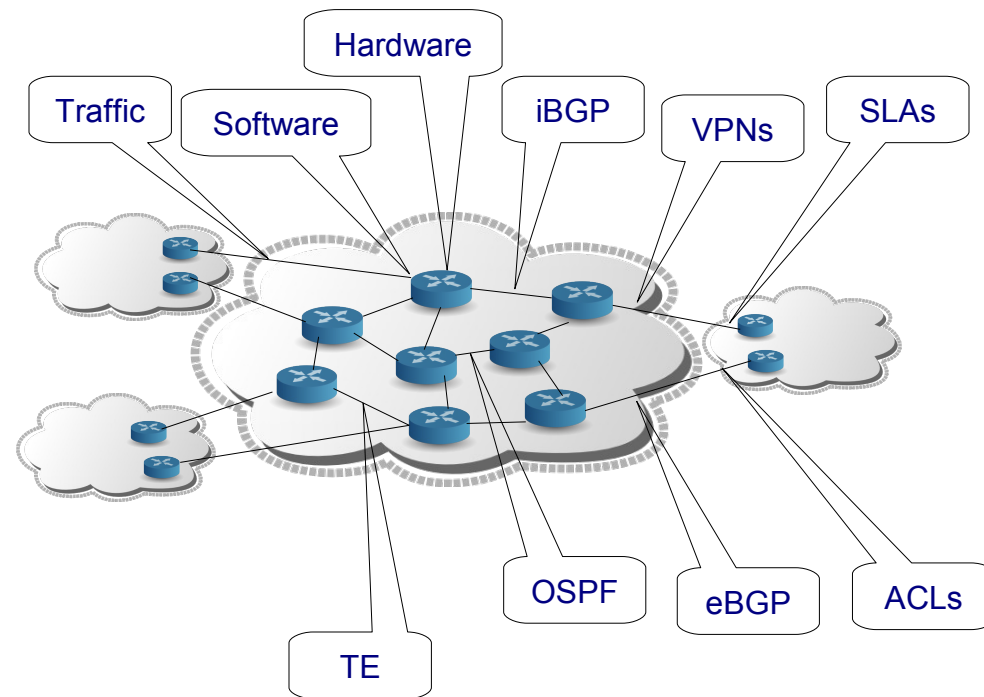 Hardware
Traffic
Software
iBGP
VPNs
SLAs
OSPF
eBGP
ACLs
TE